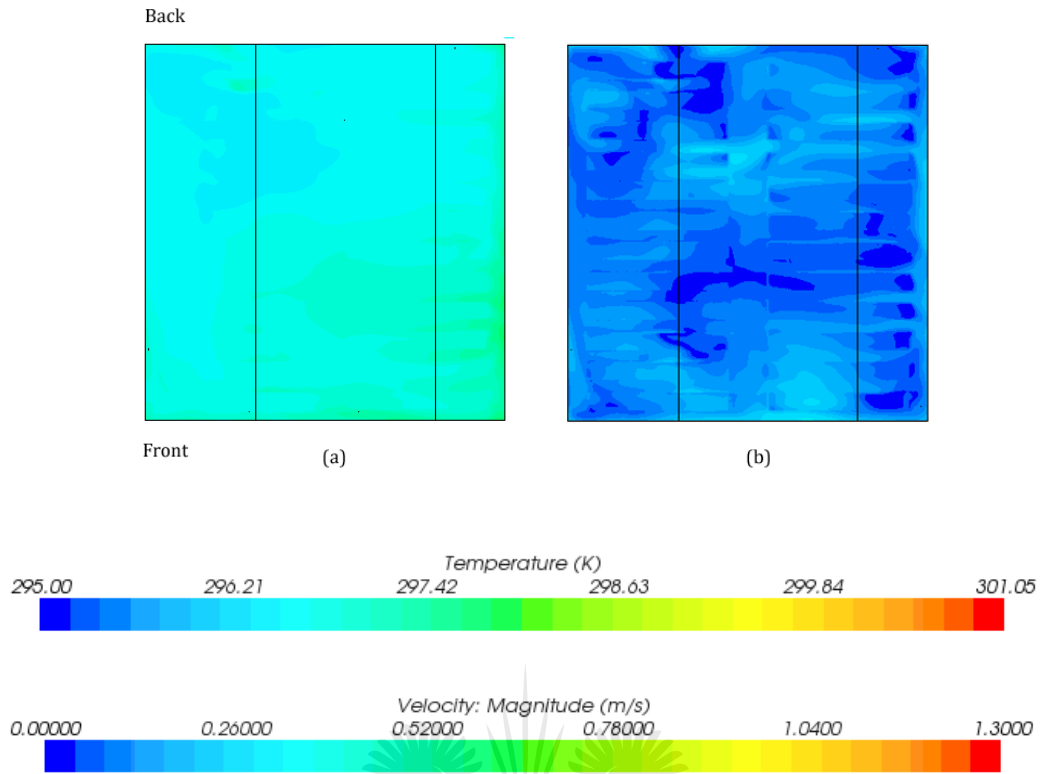 Back
Front
(a)
(b)
Temperature (K)
295.00 296.21 297.42 298.63 299.84 301.05
Velocity: Magnitude (m/s)
0.00000 0.26000 0.52000 0.78000 1.0400 1.3000